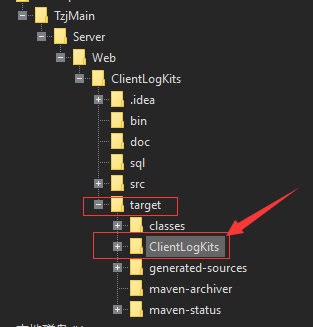 TzjMain
Server
Web
ClientLogKits
.idea
bin
doc
sql
src
target
classes
ClientLogKits
generated-sources
maven-archiver
maven-status